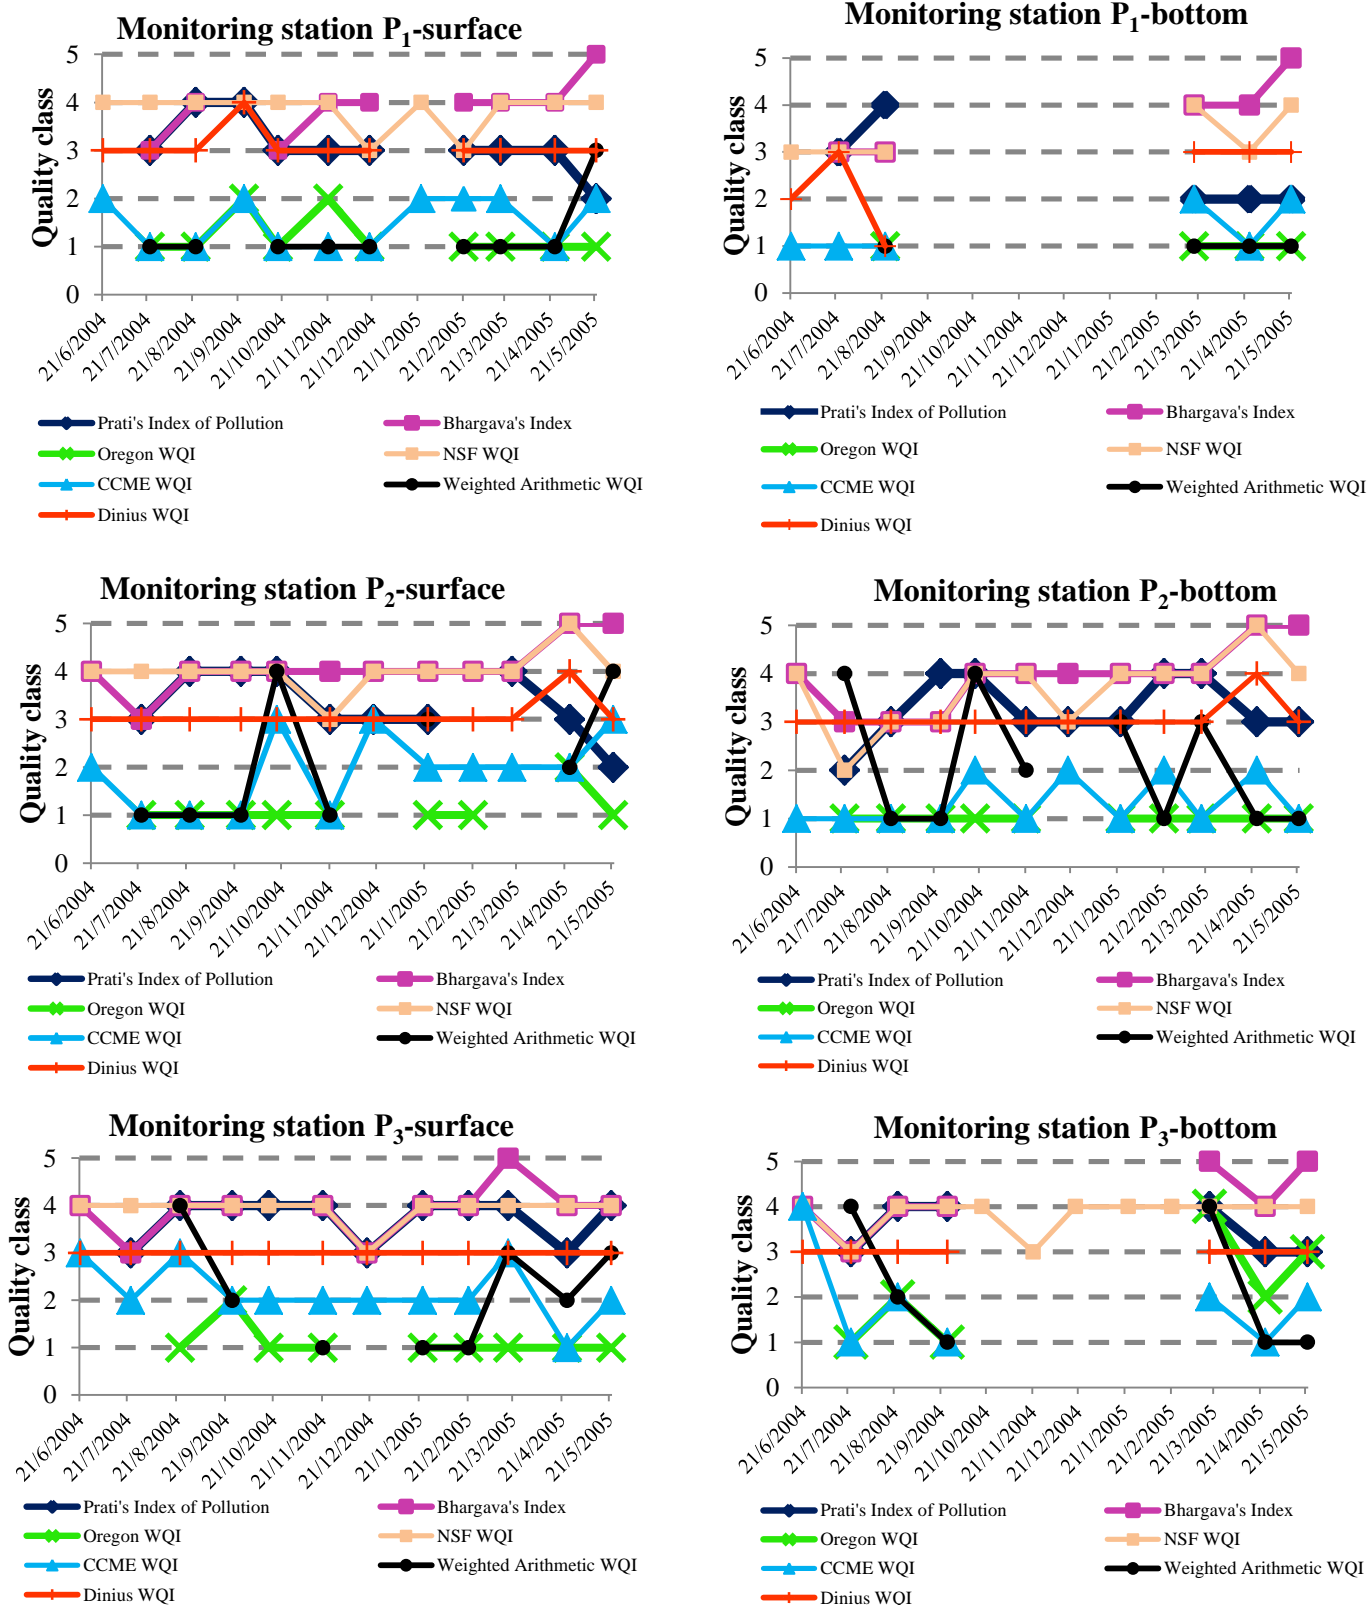 Monitoring station P1-surface
Quality class
5
4
3
2
1
0
21/6/2004
21/7/2004
21/8/2004
21/9/2004
21/10/2004
21/11/2004
21/12/2004
21/1/2005
21/2/2005
21/3/2005
21/4/2005
21/5/2005
Prati's Index of Pollution
Bhargava's Index
Oregon WQI
NSF WQI
CCME WQI
Weighted Arithmetic WQI
Dinius WQI
Monitoring station P1-bottom
Quality class
5
4
3
2
1
0
21/6/2004
21/7/2004
21/8/2004
21/9/2004
21/10/2004
21/11/2004
21/12/2004
21/1/2005
21/2/2005
21/3/2005
21/4/2005
21/5/2005
Prati's Index of Pollution
Bhargava's Index
Oregon WQI
NSF WQI
CCME WQI
Weighted Arithmetic WQI
Dinius WQI
Monitoring station P2-surface
Quality class
5
4
3
2
1
0
21/6/2004
21/7/2004
21/8/2004
21/9/2004
21/10/2004
21/11/2004
21/12/2004
21/1/2005
21/2/2005
21/3/2005
21/4/2005
21/5/2005
Prati's Index of Pollution
Bhargava's Index
Oregon WQI
NSF WQI
CCME WQI
Weighted Arithmetic WQI
Dinius WQI
Monitoring station P2-bottom
Quality class
5
4
3
2
1
0
21/6/2004
21/7/2004
21/8/2004
21/9/2004
21/10/2004
21/11/2004
21/12/2004
21/1/2005
21/2/2005
21/3/2005
21/4/2005
21/5/2005
Prati's Index of Pollution
Bhargava's Index
Oregon WQI
NSF WQI
CCME WQI
Weighted Arithmetic WQI
Dinius WQI
Monitoring station P3-surface
Quality class
5
4
3
2
1
0
21/6/2004
21/7/2004
21/8/2004
21/9/2004
21/10/2004
21/11/2004
21/12/2004
21/1/2005
21/2/2005
21/3/2005
21/4/2005
21/5/2005
Prati's Index of Pollution
Bhargava's Index
Oregon WQI
NSF WQI
CCME WQI
Weighted Arithmetic WQI
Dinius WQI
Monitoring station P3-bottom
Quality class
5
4
3
2
1
0
21/6/2004
21/7/2004
21/8/2004
21/9/2004
21/10/2004
21/11/2004
21/12/2004
21/1/2005
21/2/2005
21/3/2005
21/4/2005
21/5/2005
Prati's Index of Pollution
Bhargava's Index
Oregon WQI
NSF WQI
CCME WQI
Weighted Arithmetic WQI
Dinius WQI